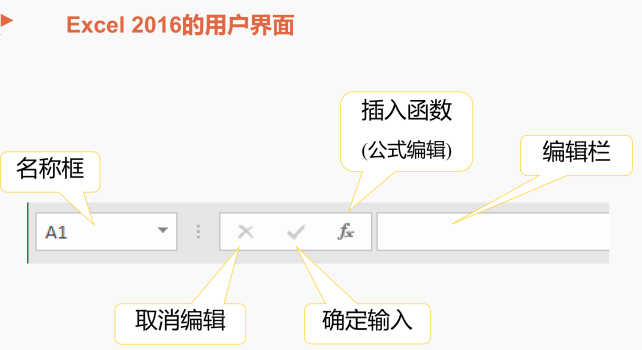 Excel 2016的用户界面
插入函数
(公式编辑)
名称框
编辑栏
A1
fx
取消编辑
确定输入